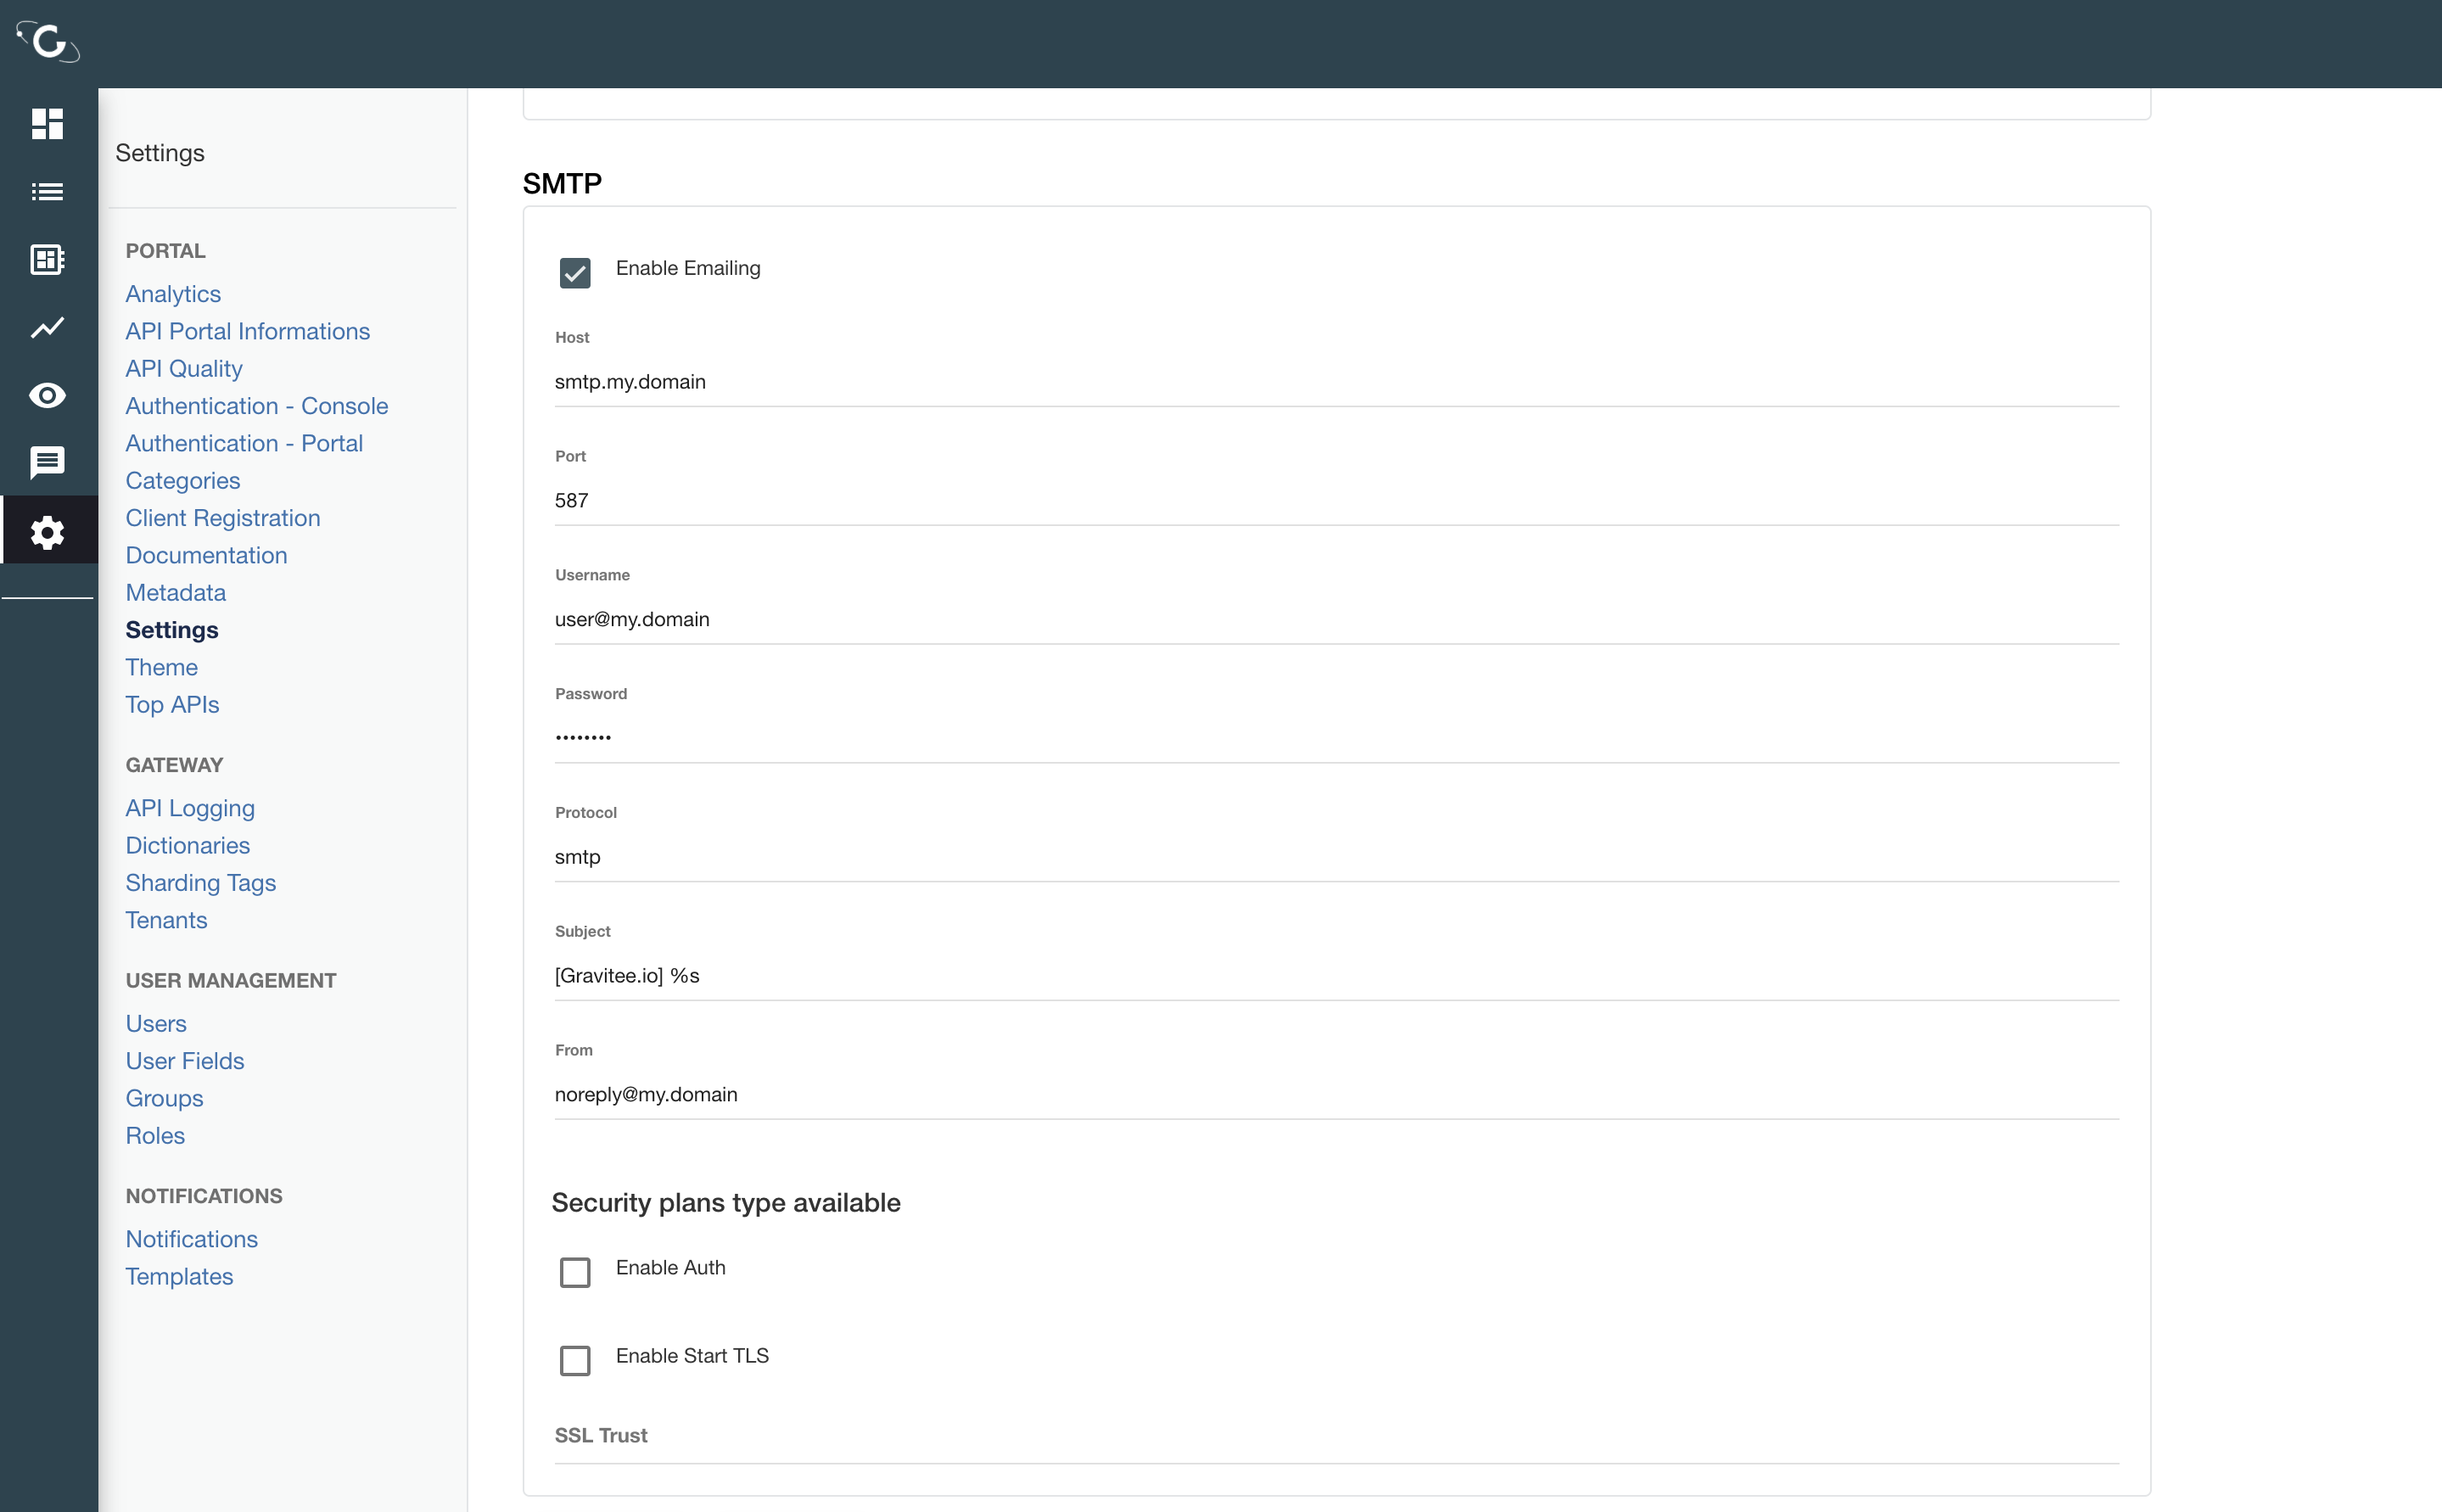 Settings
PORTAL
Analytics
API Portal Informations
API Quality
Authentication - Console
Authentication - Portal
Categories
Client Registration
Documentation
Metadata
Settings
Theme
Top APIs
GATEWAY
API Logging
Dictionaries
Sharding Tags
Tenants
USER MANAGEMENT
Users
User Fields
Groups
Roles
NOTIFICATIONS
Notifications
Templates
SMTP
Enable Emailing
Host
smtp.my.domain
Port
587
Username
user@my.domain
Password
••••••••
Protocol
smtp
Subject
[Gravitee.io] %s
From
noreply@my.domain
Security plans type available
Enable Auth
Enable Start TLS
SSL Trust